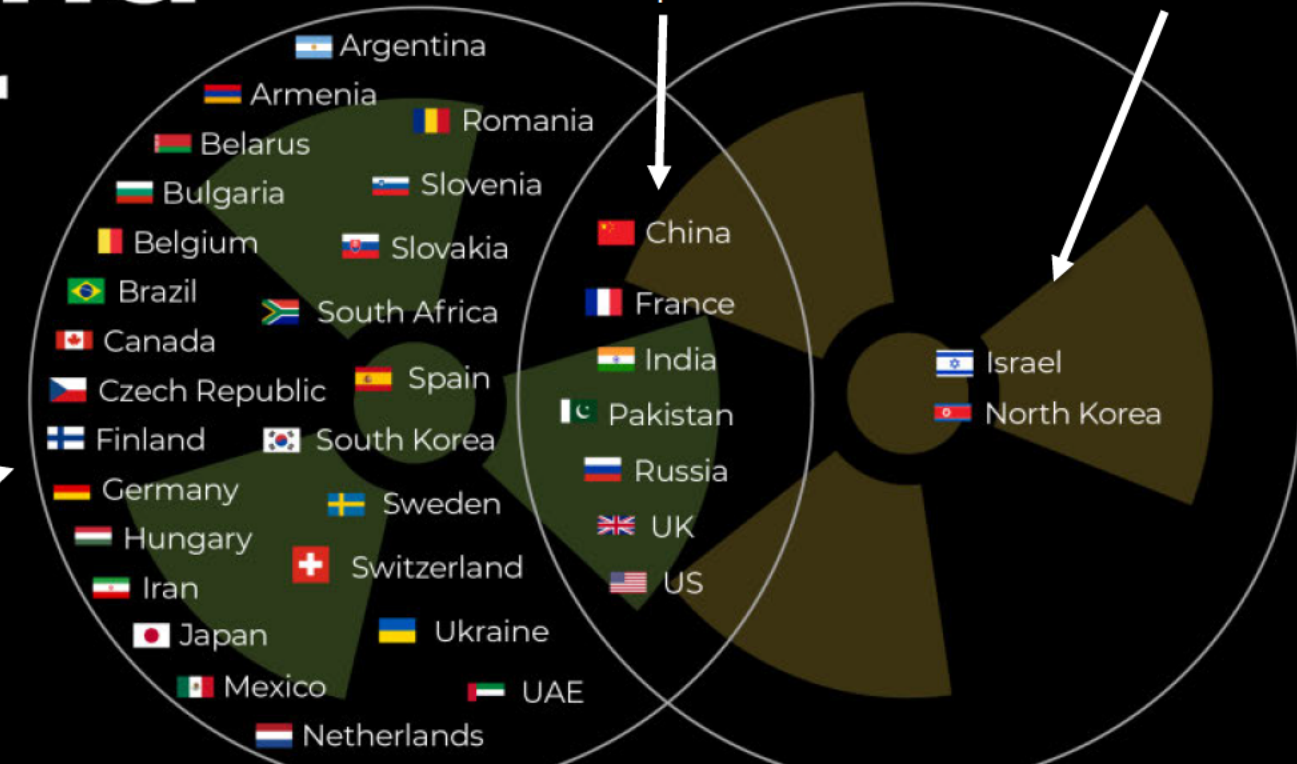 Argentina
Armenia
Romania
Belarus
Slovenia
Bulgaria
Belgium
Slovakia
China
Brazil
South Africa
France
Canada
India
Israel
Czech Republic
Spain
Pakistan
North Korea
Finland
South Korea
Russia
Germany
Sweden
UK
Hungary
Switzerland
US
Iran
Japan
Ukraine
Mexico
UAE
Netherlands